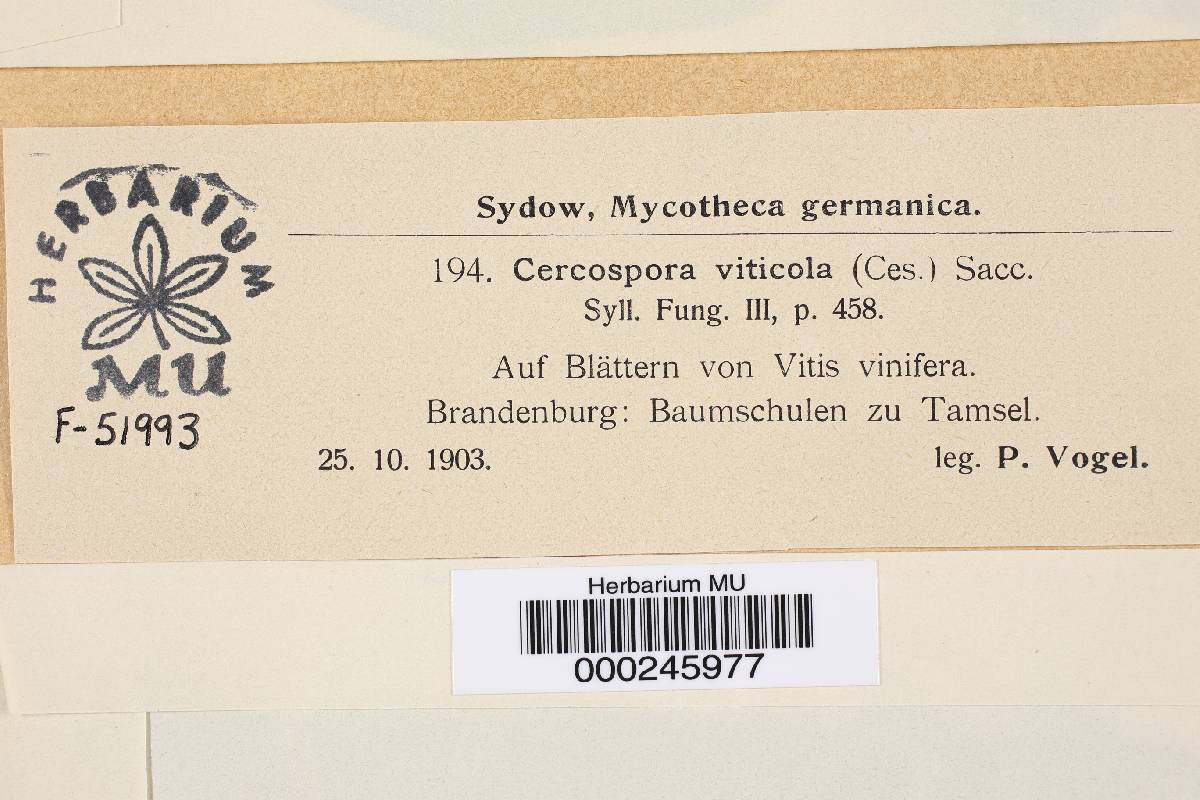 HERBARIUM
MU
F-51993
Sydow, Mycotheca germanica.
194. Cercospora viticola (Ces.) Sacc.
Syll. Fung. III, p. 458.
Auf Blättern von Vitis vinifera.
Brandenburg: Baumschulen zu Tamsel.
25. 10. 1903. leg. P. Vogel.
Herbarium MU
000245977